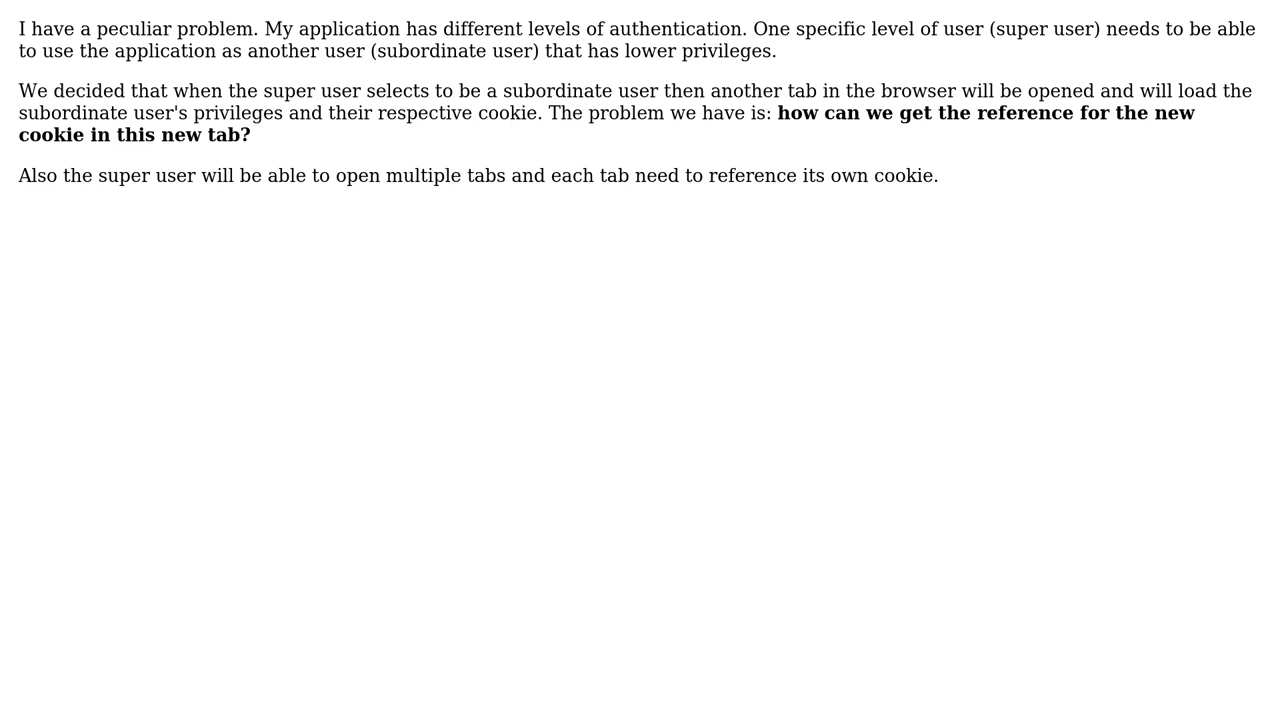 I have a peculiar problem. My application has different levels of authentication. One specific level of user (super user) needs to be able
to use the application as another user (subordinate user) that has lower privileges.
We decided that when the super user selects to be a subordinate user then another tab in the browser will be opened and will load the
subordinate user's privileges and their respective cookie. The problem we have is: how can we get the reference for the new
cookie in this new tab?
Also the super user will be able to open multiple tabs and each tab need to reference its own cookie.